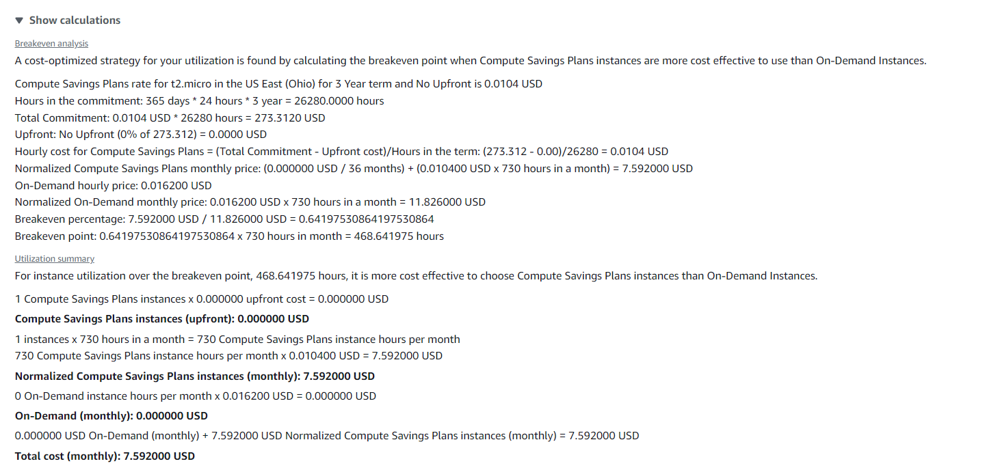 Show calculations
Breakeven analysis
A cost-optimized strategy for your utilization is found by calculating the breakeven point when Compute Savings Plans instances are more cost effective to use than On-Demand Instances.
Compute Savings Plans rate for t2.micro in the US East (Ohio) for 3 Year term and No Upfront is 0.0104 USD
Hours in the commitment: 365 days * 24 hours * 3 year = 26280.0000 hours
Total Commitment: 0.0104 USD * 26280 hours = 273.3120 USD
Upfront: No Upfront (0% of 273.312) = 0.0000 USD
Hourly cost for Compute Savings Plans = (Total Commitment - Upfront cost)/Hours in the term: (273.312 - 0.00)/26280 = 0.0104 USD
Normalized Compute Savings Plans monthly price: (0.000000 USD / 36 months) + (0.010400 USD x 730 hours in a month) = 7.592000 USD
On-Demand hourly price: 0.016200 USD
Normalized On-Demand monthly price: 0.016200 USD x 730 hours in a month = 11.826000 USD
Breakeven percentage: 7.592000 USD / 11.826000 USD = 0.64197530864197530864
Breakeven point: 0.64197530864197530864 x 730 hours in month = 468.641975 hours
Utilization summary
For instance utilization over the breakeven point, 468.641975 hours, it is more cost effective to choose Compute Savings Plans instances than On-Demand Instances.
1 Compute Savings Plans instances x 0.000000 upfront cost = 0.000000 USD
Compute Savings Plans instances (upfront): 0.000000 USD
1 instances x 730 hours in a month = 730 Compute Savings Plans instance hours per month
730 Compute Savings Plans instance hours per month x 0.010400 USD = 7.592000 USD
Normalized Compute Savings Plans instances (monthly): 7.592000 USD
0 On-Demand instance hours per month x 0.016200 USD = 0.000000 USD
On-Demand (monthly): 0.000000 USD
0.000000 USD On-Demand (monthly) + 7.592000 USD Normalized Compute Savings Plans instances (monthly) = 7.592000 USD
Total cost (monthly): 7.592000 USD